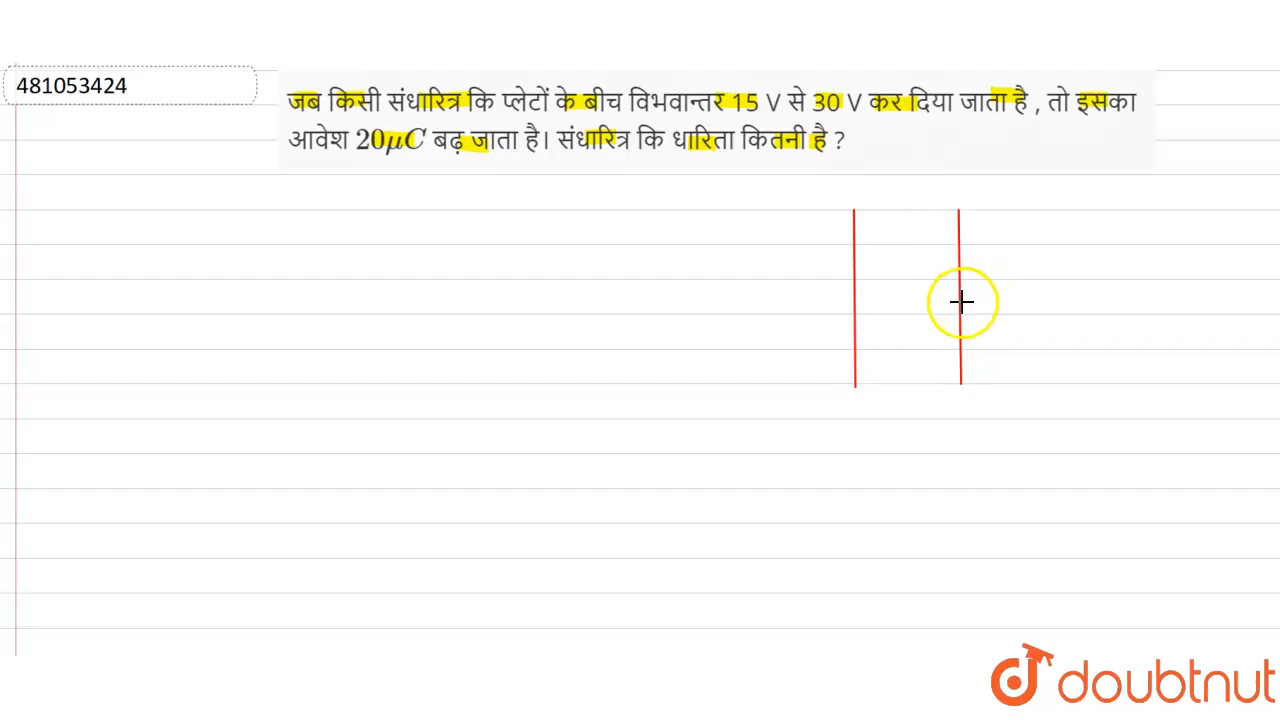 481053424
जब किसी संधारित्र कि प्लेटों के बीच विभवान्तर 15 V से 30 V कर दिया जाता है , तो इसका
आवेश 20μC बढ़ जाता है। संधारित्र कि धारिता कितनी है ?
doubtnut